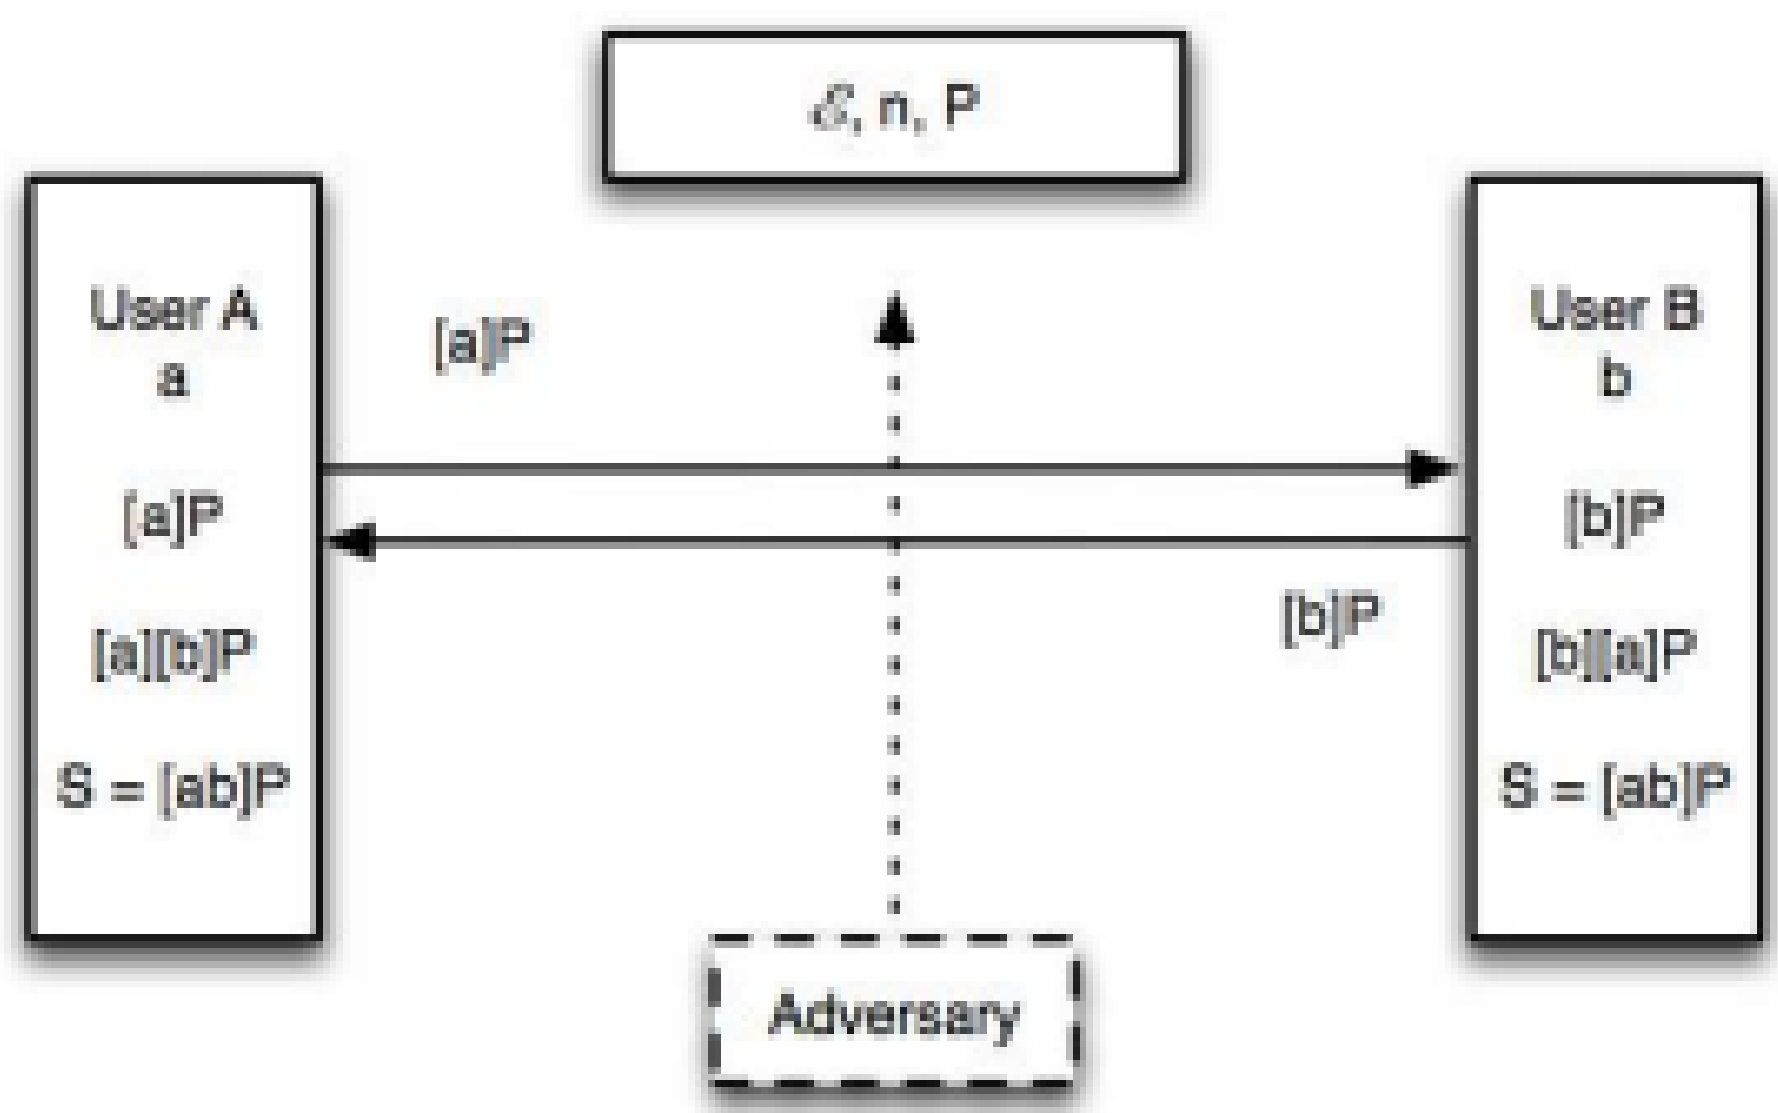 ℰ, n, P
User A
a
[a]P
[a][b]P
S = [ab]P
[a]P
[b]P
User B
b
[b]P
[b][a]P
S = [ab]P
Adversary